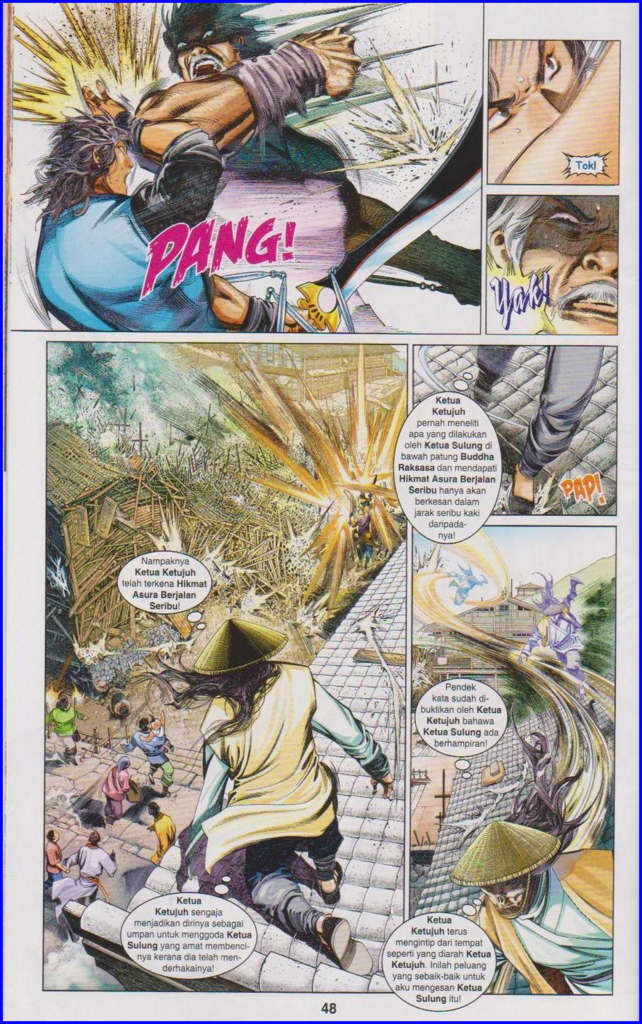 PANG!
Tok!
Uak!
Nampaknya
Ketua Ketujuh
telah terkena Hikmat
Asura Berjalan
Seribu!
Ketua
Ketujuh sengaja
menjadikan dirinya sebagai
umpan untuk menggoda Ketua
Sulung yang amat membenci-
nya kerana dia telah men-
derhakainya!
Ketua
Ketujuh
pernah meneliti
apa yang dilakukan
oleh Ketua Sulung di
bawah patung Buddha
Raksasa dan mendapati
Hikmat Asura Berjalan
Seribu hanya akan
berkesan dalam
jarak seribu kaki
daripada-
nya!
PAP!
Pendek
kata sudah di-
buktikan oleh Ketua
Ketujuh bahawa
Ketua Sulung ada
berhampiran!
Ketua
Ketujuh terus
mengintip dari tempat
seperti yang diarah Ketua
Ketujuh. Inilah peluang
yang sebaik-baik untuk
aku mengesan Ketua
Sulung itu!
48